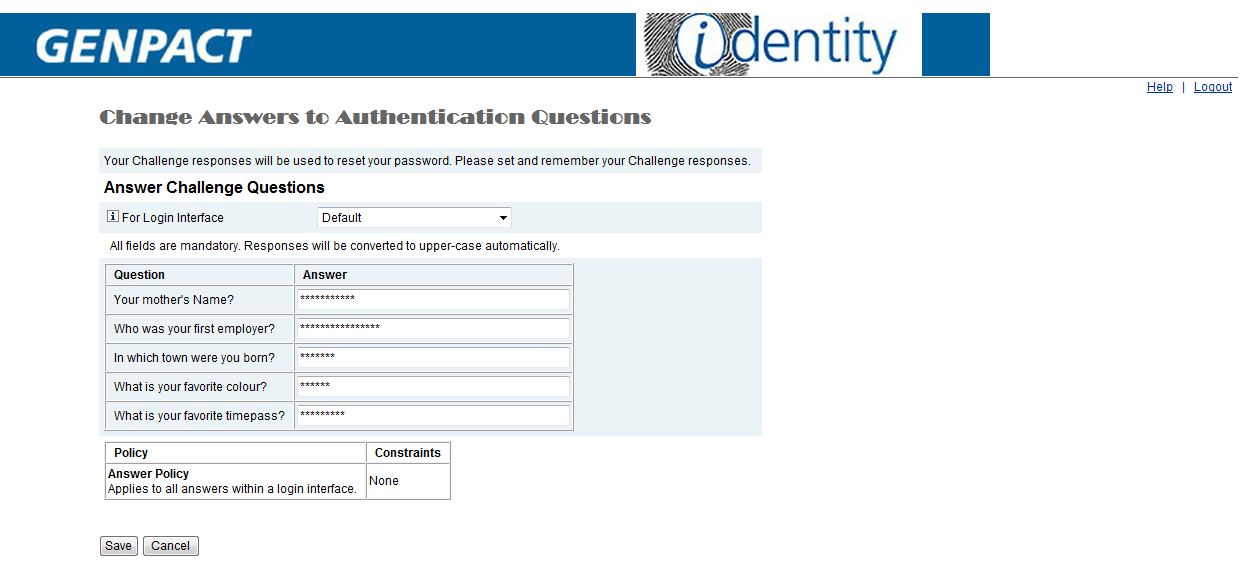 GENPACT
identity
Help | Logout
Change Answers to Authentication Questions
Your Challenge responses will be used to reset your password. Please set and remember your Challenge responses.
Answer Challenge Questions
i For Login Interface Default
All fields are mandatory. Responses will be converted to upper-case automatically.
Question Answer
Your mother's Name? ***********
Who was your first employer? ****************
In which town were you born? *******
What is your favorite colour? ******
What is your favorite timepass? *********
Policy Constraints
Answer Policy
Applies to all answers within a login interface. None
Save Cancel